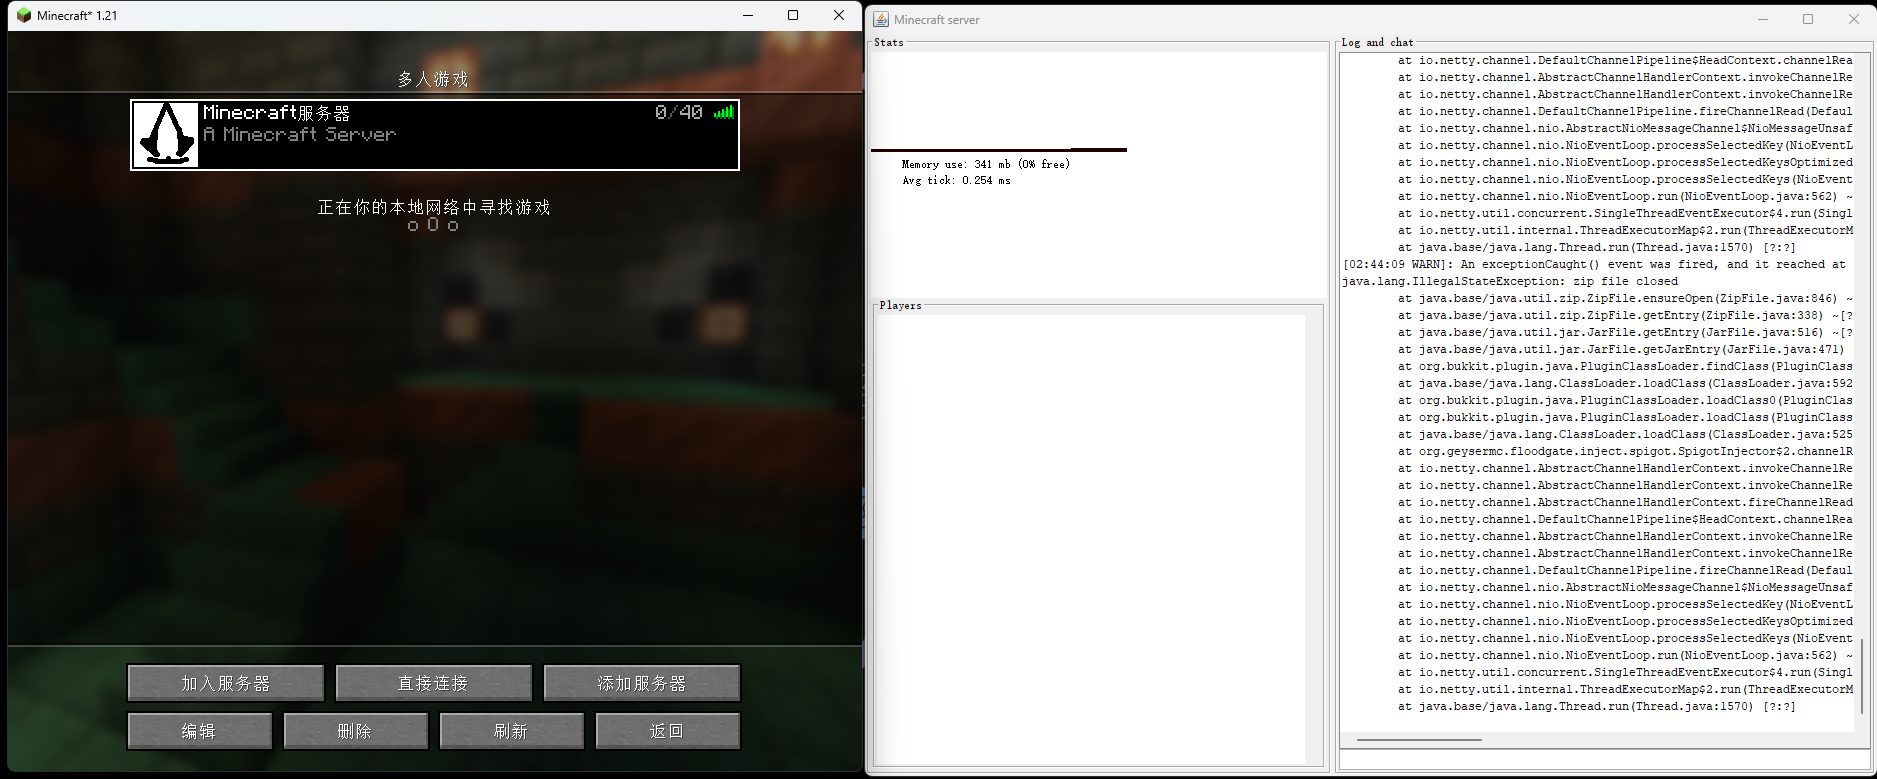 Minecraft* 1.21
多人游戏
Minecraft服务器
0/40
A Minecraft Server
正在你的本地网络中寻找游戏
o O o
加入服务器
直接连接
添加服务器
编辑
删除
刷新
返回
Minecraft server
Stats
Memory use: 341 mb (0% free)
Avg tick: 0.254 ms
Players
Log and chat
at io.netty.channel.DefaultChannelPipeline$HeadContext.channelRea
at io.netty.channel.AbstractChannelHandlerContext.invokeChannelRe
at io.netty.channel.AbstractChannelHandlerContext.invokeChannelRe
at io.netty.channel.DefaultChannelPipeline.fireChannelRead(Defaul
at io.netty.channel.nio.AbstractNioMessageChannel$NioMessageUnsaf
at io.netty.channel.nio.NioEventLoop.processSelectedKey(NioEventL
at io.netty.channel.nio.NioEventLoop.processSelectedKeysOptimized
at io.netty.channel.nio.NioEventLoop.processSelectedKeys(NioEvent
at io.netty.channel.nio.NioEventLoop.run(NioEventLoop.java:562) ~
at io.netty.util.concurrent.SingleThreadEventExecutor$4.run(Singl
at io.netty.util.internal.ThreadExecutorMap$2.run(ThreadExecutorM
at java.base/java.lang.Thread.run(Thread.java:1570) [?:?]
[02:44:09 WARN]: An exceptionCaught() event was fired, and it reached at
java.lang.IllegalStateException: zip file closed
at java.base/java.util.zip.ZipFile.ensureOpen(ZipFile.java:846) ~
at java.base/java.util.zip.ZipFile.getEntry(ZipFile.java:338) ~[?
at java.base/java.util.jar.JarFile.getEntry(JarFile.java:516) ~[?
at java.base/java.util.jar.JarFile.getJarEntry(JarFile.java:471)
at org.bukkit.plugin.java.PluginClassLoader.findClass(PluginClass
at java.base/java.lang.ClassLoader.loadClass(ClassLoader.java:592
at org.bukkit.plugin.java.PluginClassLoader.loadClass0(PluginClas
at org.bukkit.plugin.java.PluginClassLoader.loadClass(PluginClass
at java.base/java.lang.ClassLoader.loadClass(ClassLoader.java:525
at org.geysermc.floodgate.inject.spigot.SpigotInjector$2.channelR
at io.netty.channel.AbstractChannelHandlerContext.invokeChannelRe
at io.netty.channel.AbstractChannelHandlerContext.invokeChannelRe
at io.netty.channel.AbstractChannelHandlerContext.fireChannelRead
at io.netty.channel.DefaultChannelPipeline$HeadContext.channelRea
at io.netty.channel.AbstractChannelHandlerContext.invokeChannelRe
at io.netty.channel.AbstractChannelHandlerContext.invokeChannelRe
at io.netty.channel.DefaultChannelPipeline.fireChannelRead(Defaul
at io.netty.channel.nio.AbstractNioMessageChannel$NioMessageUnsaf
at io.netty.channel.nio.NioEventLoop.processSelectedKey(NioEventL
at io.netty.channel.nio.NioEventLoop.processSelectedKeysOptimized
at io.netty.channel.nio.NioEventLoop.processSelectedKeys(NioEvent
at io.netty.channel.nio.NioEventLoop.run(NioEventLoop.java:562) ~
at io.netty.util.concurrent.SingleThreadEventExecutor$4.run(Singl
at io.netty.util.internal.ThreadExecutorMap$2.run(ThreadExecutorM
at java.base/java.lang.Thread.run(Thread.java:1570) [?:?]